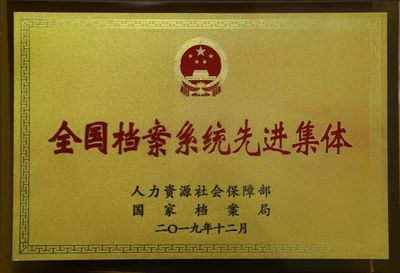 全国档案系统先进集体
人力资源社会保障部
国家档案局
二〇一九年十二月